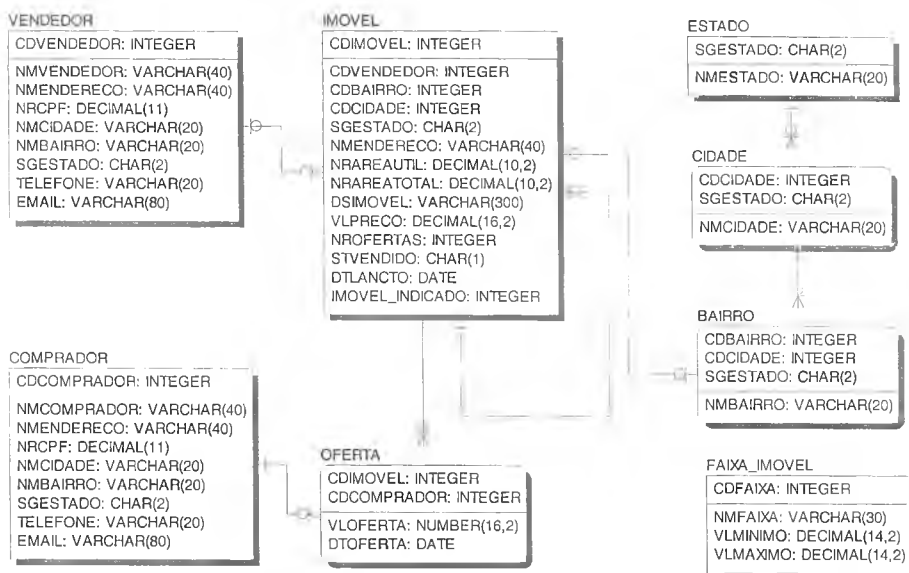 VENDEDOR
CDVENDEDOR: INTEGER
NMVENDEDOR: VARCHAR(40)
NMENDERECO: VARCHAR(40)
NRCPF: DECIMAL(11)
NMCIDADE: VARCHAR(20)
NMBAIRRO: VARCHAR(20)
SGESTADO: CHAR(2)
TELEFONE: VARCHAR(20)
EMAIL: VARCHAR(80)
IMOVEL
CDIMOVEL: INTEGER
CDVENDEDOR: INTEGER
CDBAIRRO: INTEGER
CDCIDADE: INTEGER
SGESTADO: CHAR(2)
NMENDERECO: VARCHAR(40)
NRAREAUTIL: DECIMAL(10,2)
NRAREATOTAL: DECIMAL(10,2)
DSIMOVEL: VARCHAR(300)
VLPRECO: DECIMAL(16,2)
NROFERTAS: INTEGER
STVENDIDO: CHAR(1)
DTLANCTO: DATE
IMOVEL_INDICADO: INTEGER
ESTADO
SGESTADO: CHAR(2)
NMESTADO: VARCHAR(20)
CIDADE
CDCIDADE: INTEGER
SGESTADO: CHAR(2)
NMCIDADE: VARCHAR(20)
BAIRRO
CDBAIRRO: INTEGER
CDCIDADE: INTEGER
SGESTADO: CHAR(2)
NMBAIRRO: VARCHAR(20)
COMPRADOR
CDCOMPRADOR: INTEGER
NMCOMPRADOR: VARCHAR(40)
NMENDERECO: VARCHAR(40)
NRCPF: DECIMAL(11)
NMCIDADE: VARCHAR(20)
NMBAIRRO: VARCHAR(20)
SGESTADO: CHAR(2)
TELEFONE: VARCHAR(20)
EMAIL: VARCHAR(80)
OFERTA
CDIMOVEL: INTEGER
CDCOMPRADOR: INTEGER
VLOFERTA: NUMBER(16,2)
DTOFERTA: DATE
FAIXA_IMOVEL
CDFAIXA: INTEGER
NMFAIXA: VARCHAR(30)
VLMINIMO: DECIMAL(14,2)
VLMAXIMO: DECIMAL(14,2)